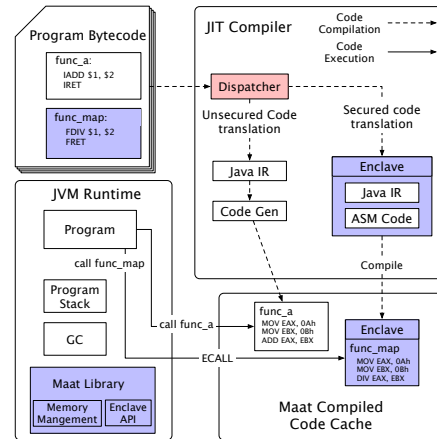 Program Bytecode
func_a:
IADD $1, $2
IRET
func_map:
FDIV $1, $2
FRET
JIT Compiler
Code
Compilation
Code
Execution
Dispatcher
Unsecured Code
translation
Secured code
translation
Java IR
Code Gen
Enclave
Java IR
ASM Code
Compile
JVM Runtime
Program
call func_map
Program
Stack
GC
call func_a
ECALL
Maat Library
Memory
Mangement
Enclave
API
func_a
MOV EAX, 0Ah
MOV EBX, 0Bh
ADD EAX, EBX
Enclave
func_map
MOV EAX, 0Ah
MOV EBX, 0Bh
DIV EAX, EBX
Maat Compiled
Code Cache